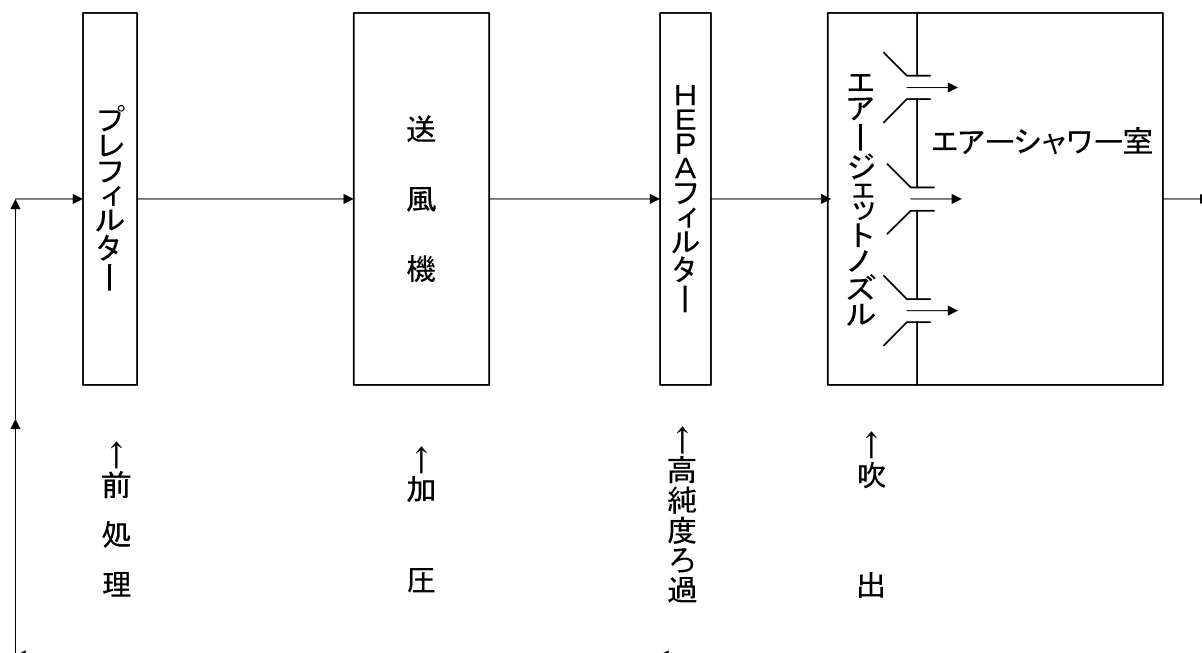 プレフィルター
送風機
HEPAフィルター
エアージェットノズル
エアーシャワー室
↑前処理
↑加圧
↑高純度ろ過
↑吹出